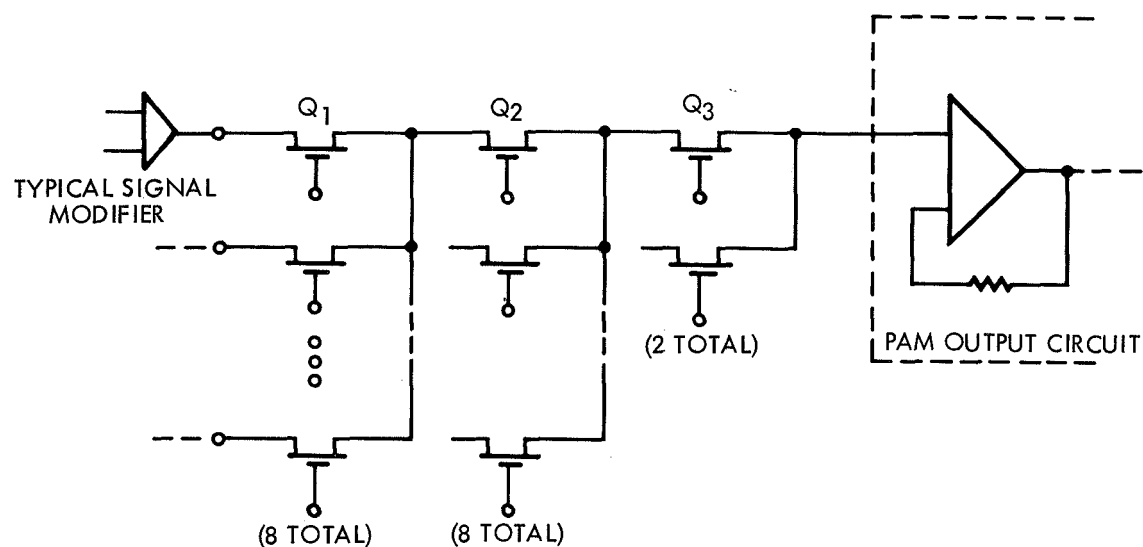 Q1
Q2
Q3
TYPICAL SIGNAL
MODIFIER
(2 TOTAL)
PAM OUTPUT CIRCUIT
(8 TOTAL)
(8 TOTAL)